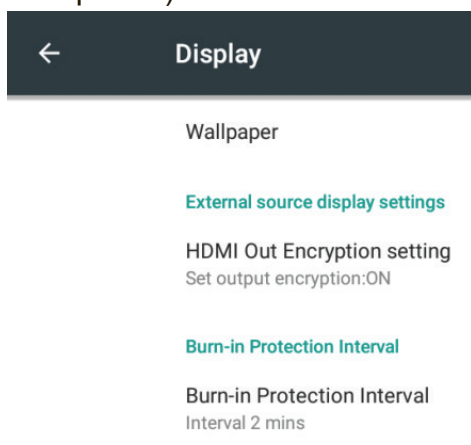 Display
Wallpaper
External source display settings
HDMI Out Encryption setting
Set output encryption:ON
Burn-in Protection Interval
Burn-in Protection Interval
Interval 2 mins